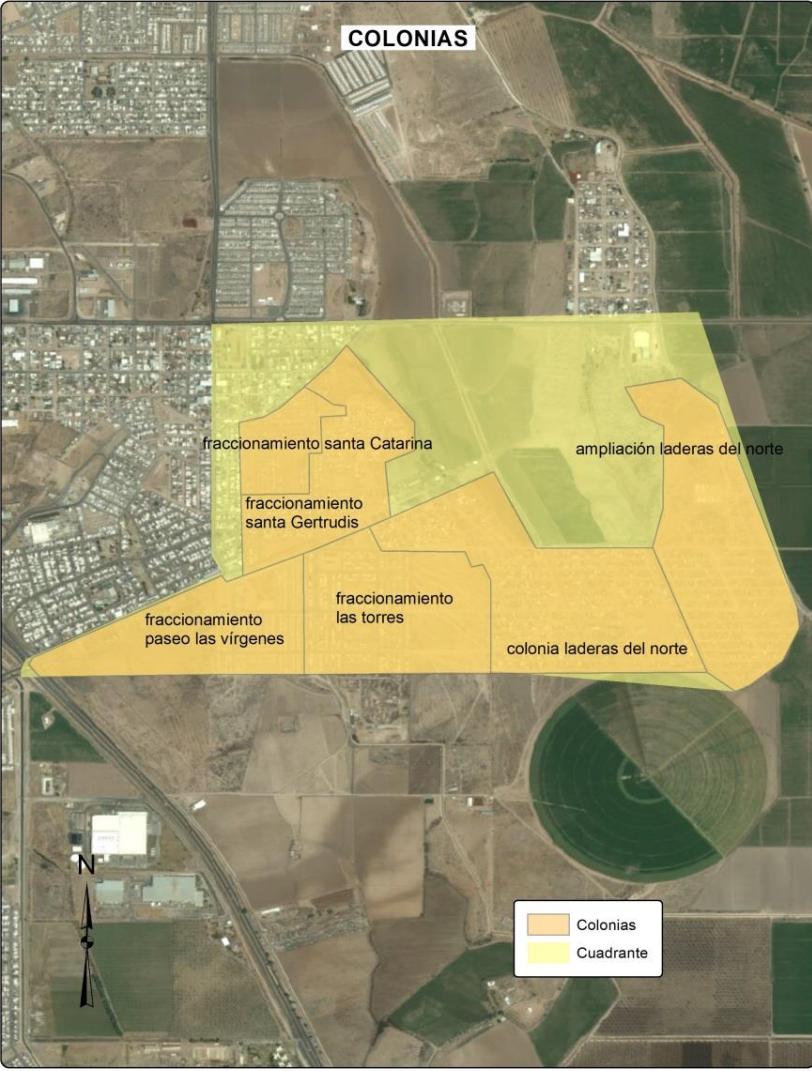 COLONIAS
fraccionamiento santa Catarina
ampliación laderas del norte
fraccionamiento
santa Gertrudis
fraccionamiento
las torres
fraccionamiento
paseo las vírgenes
colonia laderas del norte
N
Colonias
Cuadrante